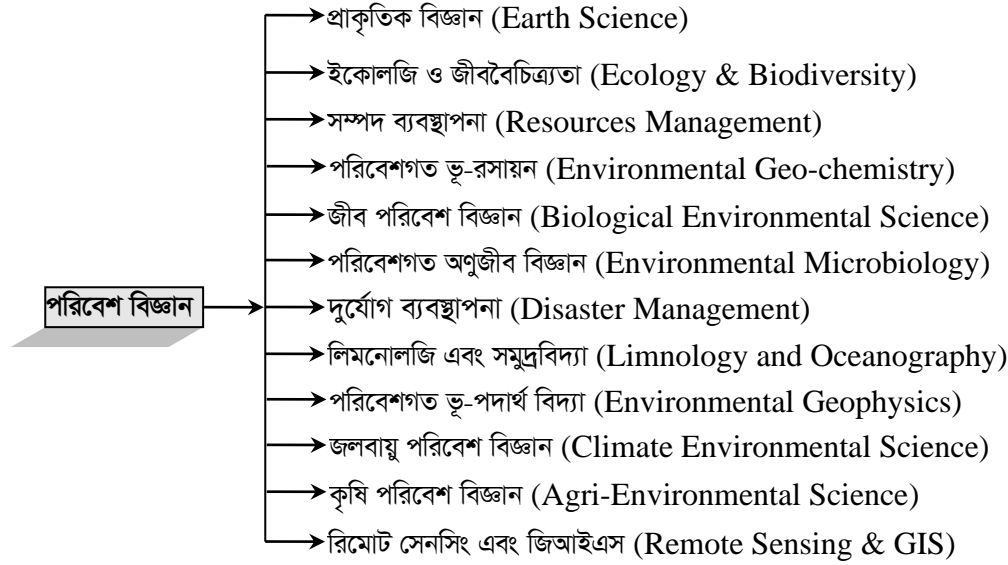 প্রাকৃতিক বিজ্ঞান (Earth Science)
ইকোলজি ও জীববৈচিত্র্যতা (Ecology & Biodiversity)
সম্পদ ব্যবস্থাপনা (Resources Management)
পরিবেশগত ভূ-রসায়ন (Environmental Geo-chemistry)
জীব পরিবেশ বিজ্ঞান (Biological Environmental Science)
পরিবেশগত অণুজীব বিজ্ঞান (Environmental Microbiology)
পরিবেশ বিজ্ঞান
দুর্যোগ ব্যবস্থাপনা (Disaster Management)
লিমনোলজি এবং সমুদ্রবিদ্যা (Limnology and Oceanography)
পরিবেশগত ভূ-পদার্থ বিদ্যা (Environmental Geophysics)
জলবায়ু পরিবেশ বিজ্ঞান (Climate Environmental Science)
কৃষি পরিবেশ বিজ্ঞান (Agri-Environmental Science)
রিমোট সেনসিং এবং জিআইএস (Remote Sensing & GIS)